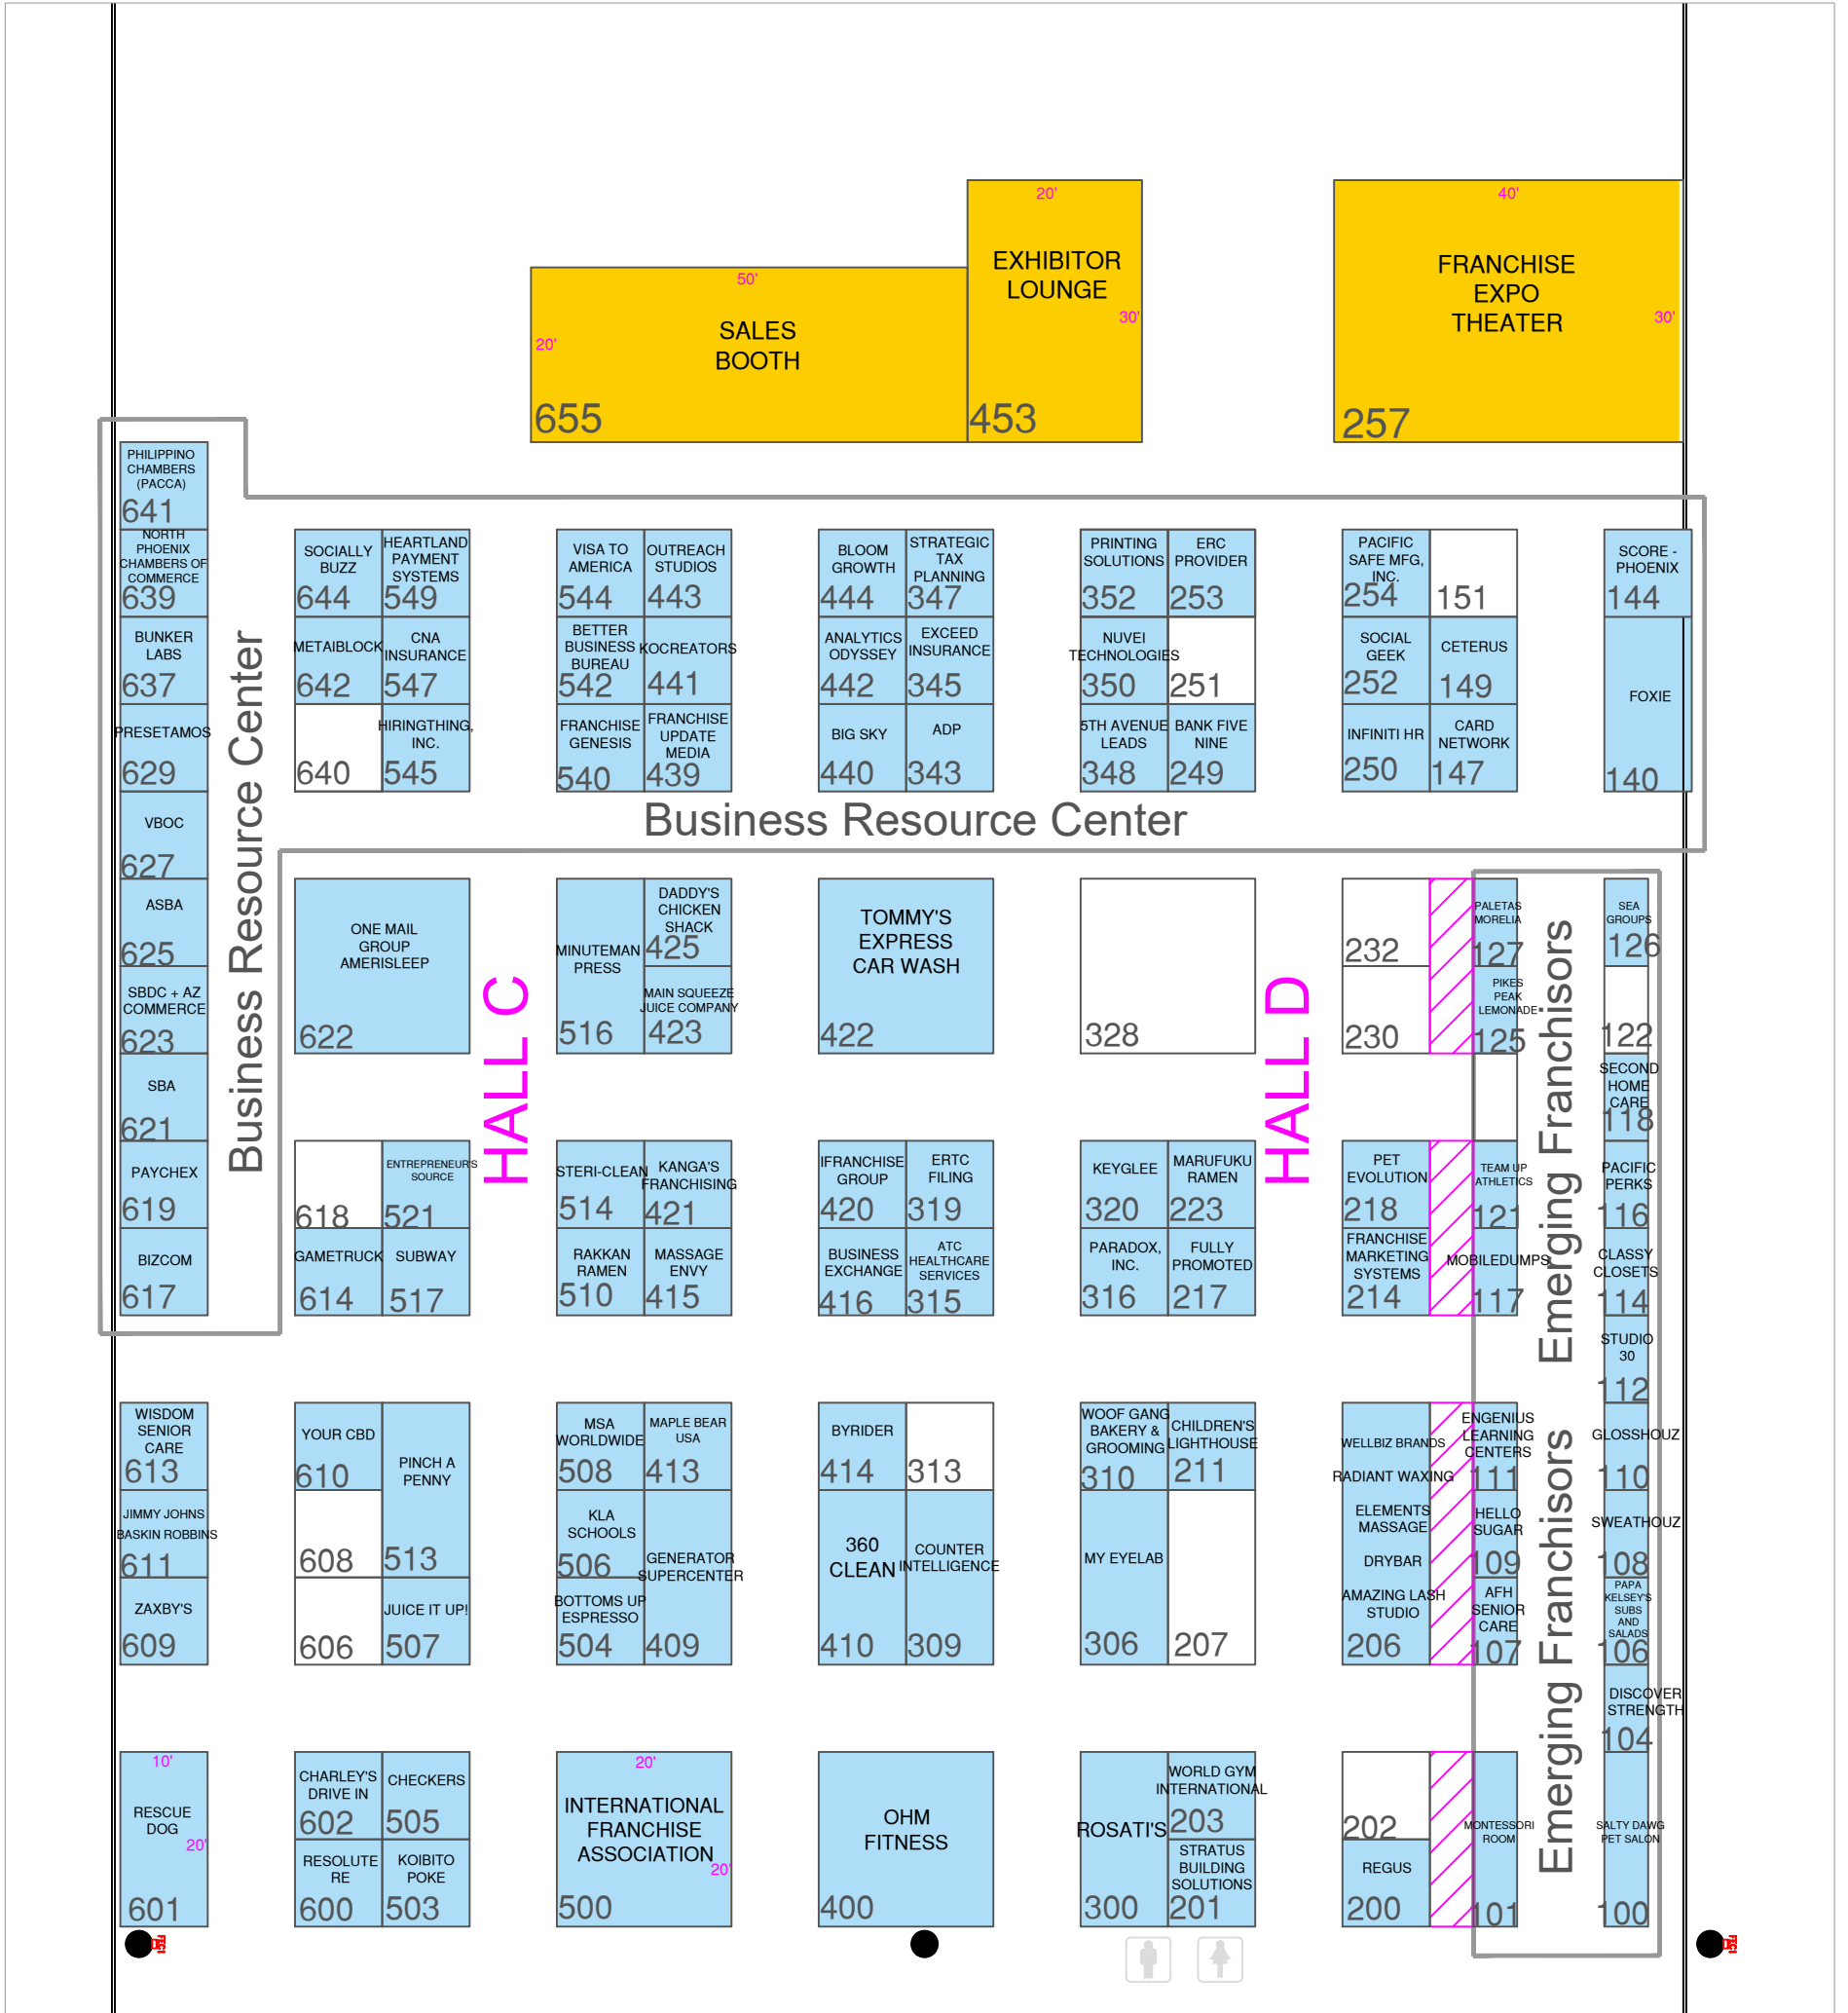 20'
EXHIBITOR
LOUNGE
30'
453
40'
FRANCHISE
EXPO
THEATER
30'
257
50'
20'
SALES
BOOTH
655
PHILIPPINO
CHAMBERS
(PACCA)
641
NORTH
PHOENIX
CHAMBERS OF
COMMERCE
639
BUNKER
LABS
637
PRESETAMOS
629
VBOC
627
ASBA
625
SBDC + AZ
COMMERCE
623
SBA
621
PAYCHEX
619
BIZCOM
617
Business Resource Center
SOCIALLY
BUZZ
644
HEARTLAND
PAYMENT
SYSTEMS
549
METAIBLOCK
642
CNA
INSURANCE
547
640
HIRINGTHING,
INC.
545
VISA TO
AMERICA
544
OUTREACH
STUDIOS
443
BETTER
BUSINESS
BUREAU
542
KOCREATORS
441
FRANCHISE
GENESIS
540
FRANCHISE
UPDATE
MEDIA
439
BLOOM
GROWTH
444
STRATEGIC
TAX
PLANNING
347
ANALYTICS
ODYSSEY
442
EXCEED
INSURANCE
345
BIG SKY
440
ADP
343
PRINTING
SOLUTIONS
352
ERC
PROVIDER
253
NUVEI
TECHNOLOGIES
350
251
5TH AVENUE
LEADS
348
BANK FIVE
NINE
249
PACIFIC
SAFE MFG,
INC.
254
151
SOCIAL
GEEK
252
CETERUS
149
INFINITI HR
250
CARD
NETWORK
147
SCORE -
PHOENIX
144
FOXIE
140
Business Resource Center
ONE MAIL
GROUP
AMERISLEEP
622
HALL C
MINUTEMAN
PRESS
516
DADDY'S
CHICKEN
SHACK
425
MAIN SQUEEZE
JUICE COMPANY
423
TOMMY'S
EXPRESS
CAR WASH
422
328
HALL D
232
230
PALETAS
MORELIA
127
PIKES
PEAK
LEMONADE
125
Emerging Franchisors
SEA
GROUPS
126
122
SECOND
HOME
CARE
118
618
ENTREPRENEUR'S
SOURCE
521
GAMETRUCK
614
SUBWAY
517
STERI-CLEAN
514
KANGA'S
FRANCHISING
421
RAKKAN
RAMEN
510
MASSAGE
ENVY
415
IFRANCHISE
GROUP
420
ERTC
FILING
319
BUSINESS
EXCHANGE
416
ATC
HEALTHCARE
SERVICES
315
KEYGLEE
320
MARUFUKU
RAMEN
223
PARADOX,
INC.
316
FULLY
PROMOTED
217
PET
EVOLUTION
218
FRANCHISE
MARKETING
SYSTEMS
214
TEAM UP
ATHLETICS
121
MOBILEDUMPS
117
PACIFIC
PERKS
116
CLASSY
CLOSETS
114
STUDIO
30
112
WISDOM
SENIOR
CARE
613
JIMMY JOHNS
BASKIN ROBBINS
611
ZAXBY'S
609
YOUR CBD
610
PINCH A
PENNY
513
608
606
JUICE IT UP!
507
MSA
WORLDWIDE
508
MAPLE BEAR
USA
413
KLA
SCHOOLS
506
GENERATOR
SUPERCENTER
409
BOTTOMS UP
ESPRESSO
504
BYRIDER
414
313
360
CLEAN
410
COUNTER
INTELLIGENCE
309
WOOF GANG
BAKERY &
GROOMING
310
CHILDREN'S
LIGHTHOUSE
211
MY EYELAB
306
207
WELLBIZ BRANDS
RADIANT WAXING
ELEMENTS
MASSAGE
DRYBAR
AMAZING LASH
STUDIO
206
ENGENIUS
LEARNING
CENTERS
111
HELLO
SUGAR
109
AFH
SENIOR
CARE
107
Emerging Franchisors
GLOSSHOUZ
110
SWEATHOUZ
108
PAPA
KELSEY'S
SUBS
AND
SALADS
106
DISCOVER
STRENGTH
104
10'
RESCUE
DOG
20'
601
CHARLEY'S
DRIVE IN
602
CHECKERS
505
RESOLUTE
RE
600
KOIBITO
POKE
503
20'
INTERNATIONAL
FRANCHISE
ASSOCIATION
20'
500
OHM
FITNESS
400
ROSATI'S
300
WORLD GYM
INTERNATIONAL
203
STRATUS
BUILDING
SOLUTIONS
201
202
REGUS
200
MONTESSORI
ROOM
101
SALTY DAWG
PET SALON
100